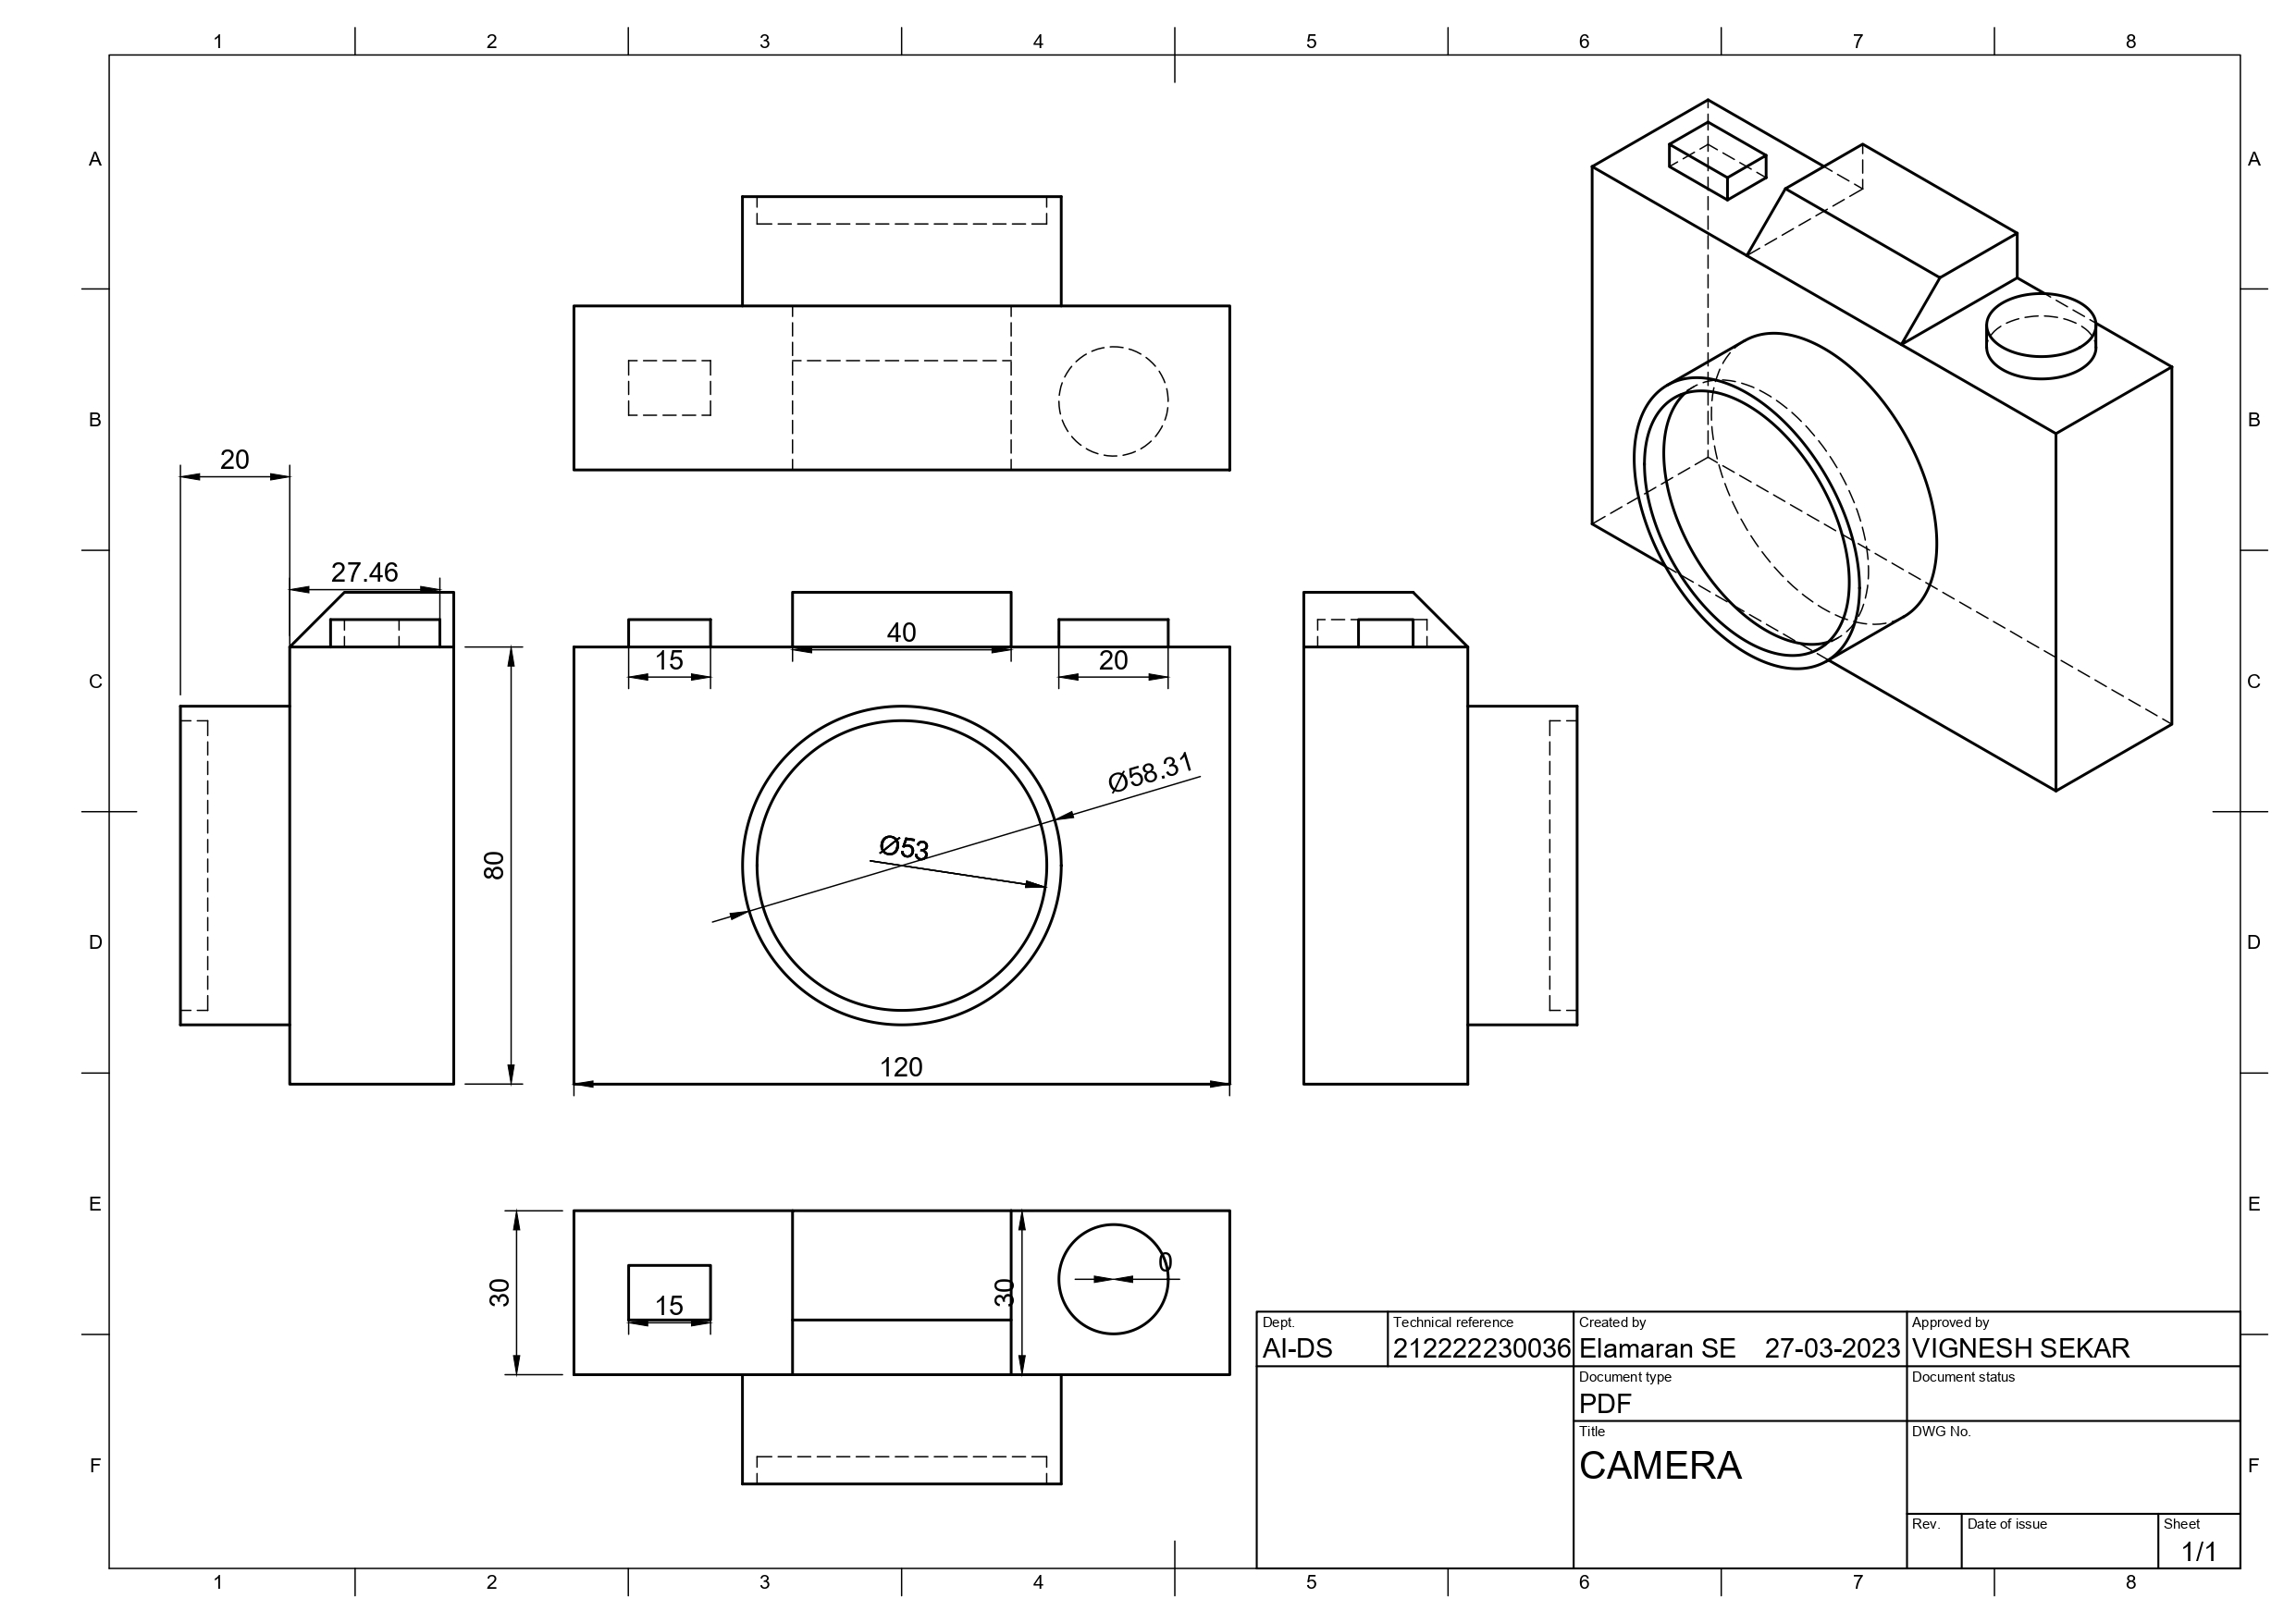 1 2 3 4 5 6 7 8
A A
B B
20
27.46
C C
40
15 20
Ø58.31
Ø53
80
D D
120
E E
30 15 30 0
Dept. Technical reference Created by Approved by
AI-DS 212222230036 Elamaran SE 27-03-2023 VIGNESH SEKAR
Document type Document status
PDF
Title DWG No.
CAMERA
F F
Rev. Date of issue Sheet
1/1
1 2 3 4 5 6 7 8